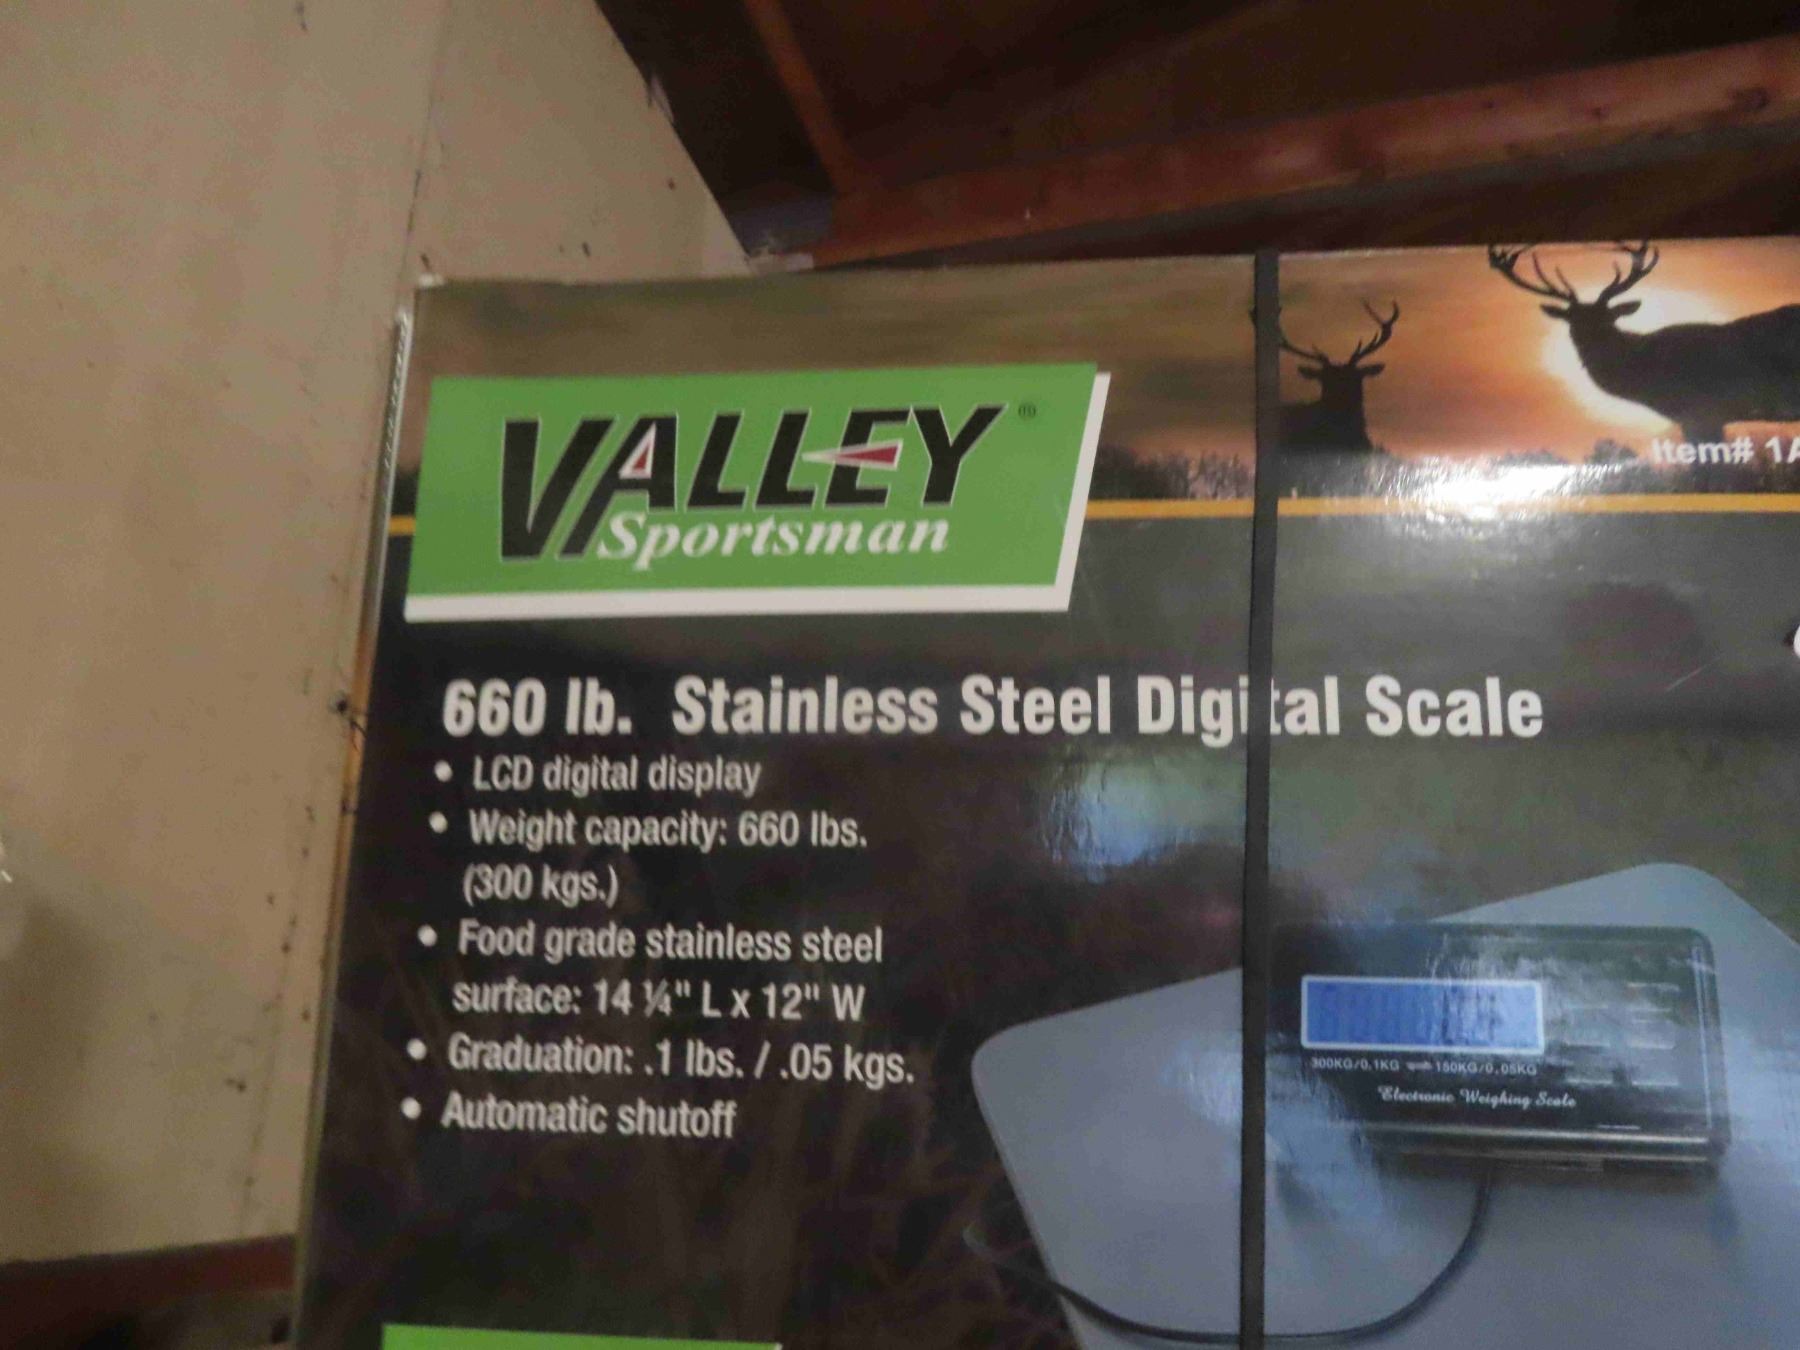 VALLEY ®
Sportsman
Item# 1A
660 lb. Stainless Steel Digital Scale
• LCD digital display
• Weight capacity: 660 lbs.
(300 kgs.)
• Food grade stainless steel
surface: 14 ¼" L x 12" W
• Graduation: .1 lbs. / .05 kgs.
• Automatic shutoff
300KG/0.1KG ⇌ 150KG/0.05KG
Electronic Weighing Scale